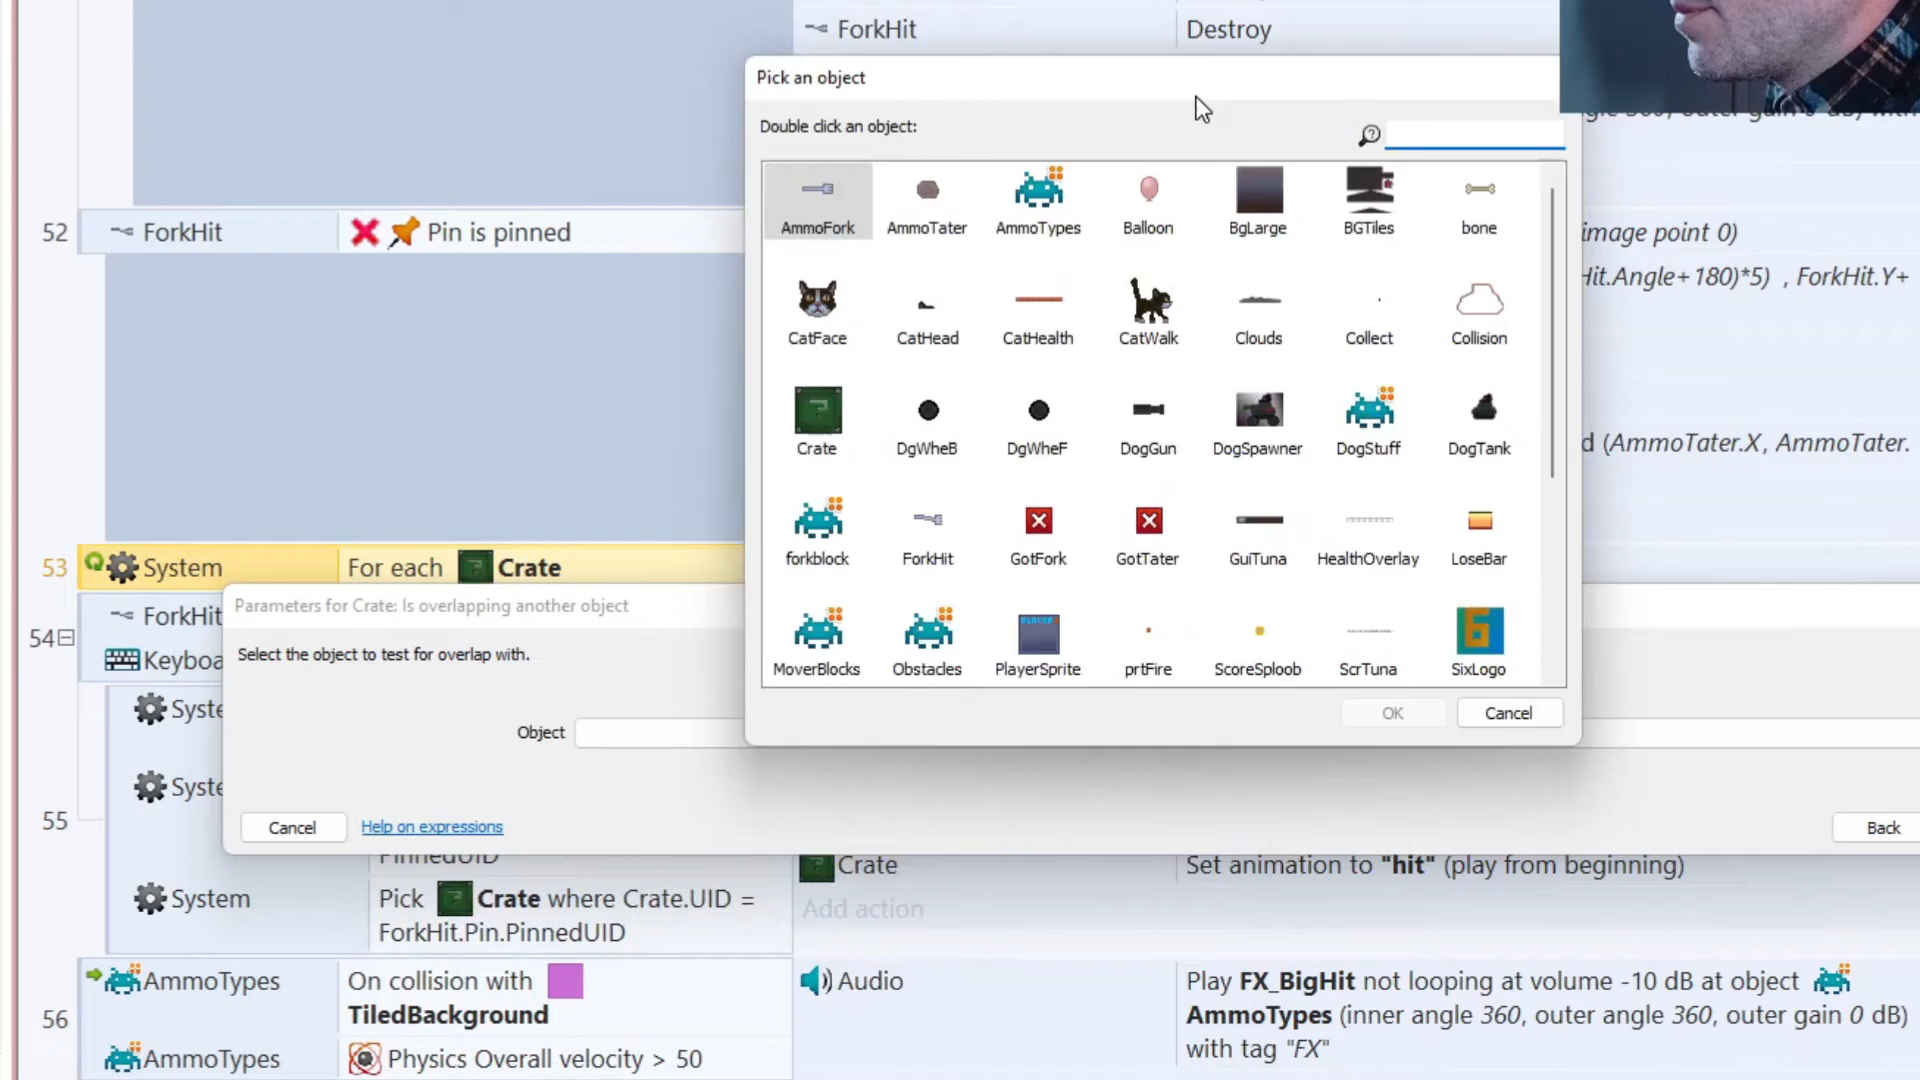 ForkHit Destroy
Pick an object
Double click an object:
AmmoFork AmmoTater AmmoTypes Balloon BgLarge BGTiles bone
52 ForkHit Pin is pinned
image point 0)
Hit.Angle+180)*5) , ForkHit.Y+
CatFace CatHead CatHealth CatWalk Clouds Collect Collision
Crate DgWheB DgWheF DogGun DogSpawner DogStuff DogTank
d (AmmoTater.X, AmmoTater.
forkblock ForkHit GotFork GotTater GuiTuna HealthOverlay LoseBar
53 System For each Crate
MoverBlocks Obstacles PlayerSprite prtFire ScoreSploob ScrTuna SixLogo
OK Cancel
54 ForkHit
Keyboa
Parameters for Crate: Is overlapping another object
Select the object to test for overlap with.
Syste
Object
Syste
55
Cancel Help on expressions Back
PinnedUID
Crate Set animation to "hit" (play from beginning)
System Pick Crate where Crate.UID =
ForkHit.Pin.PinnedUID
Add action
56 AmmoTypes On collision with
TiledBackground
Audio Play FX_BigHit not looping at volume -10 dB at object
AmmoTypes (inner angle 360, outer angle 360, outer gain 0 dB)
with tag "FX"
AmmoTypes Physics Overall velocity > 50